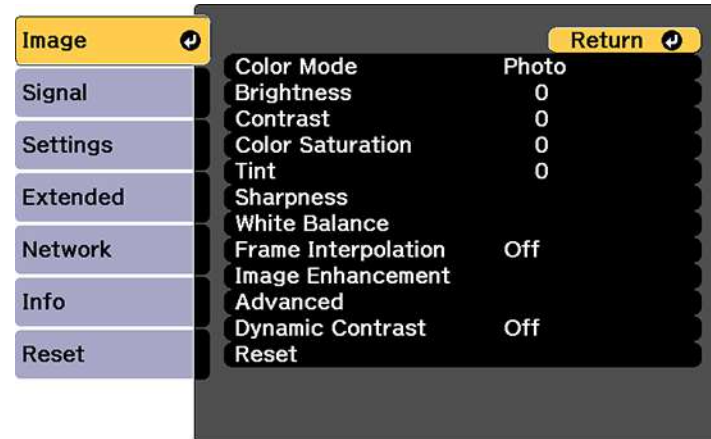 Image
Signal
Settings
Extended
Network
Info
Reset
Return
Color Mode Photo
Brightness 0
Contrast 0
Color Saturation 0
Tint 0
Sharpness
White Balance
Frame Interpolation Off
Image Enhancement
Advanced
Dynamic Contrast Off
Reset